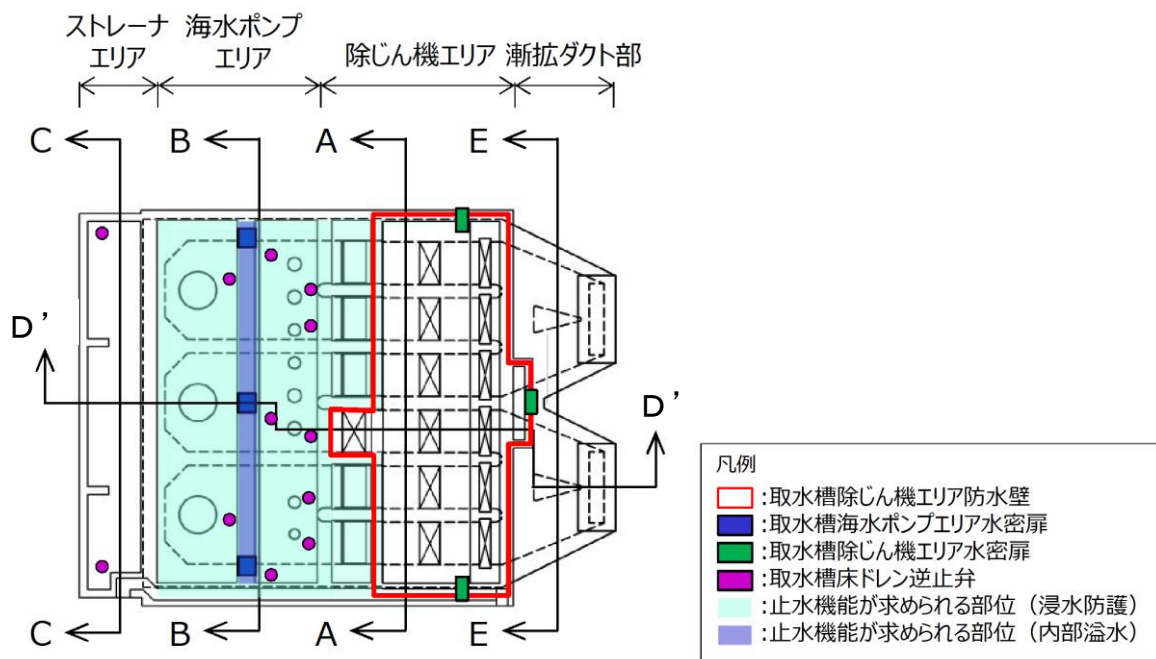 ストレーナ
エリア
海水ポンプ
エリア
除じん機エリア
漸拡ダクト部
C
B
A
E
D’
D’
C
B
A
E
凡例
:取水槽除じん機エリア防水壁
:取水槽海水ポンプエリア水密扉
:取水槽除じん機エリア水密扉
:取水槽床ドレン逆止弁
:止水機能が求められる部位（浸水防護）
:止水機能が求められる部位（内部溢水）